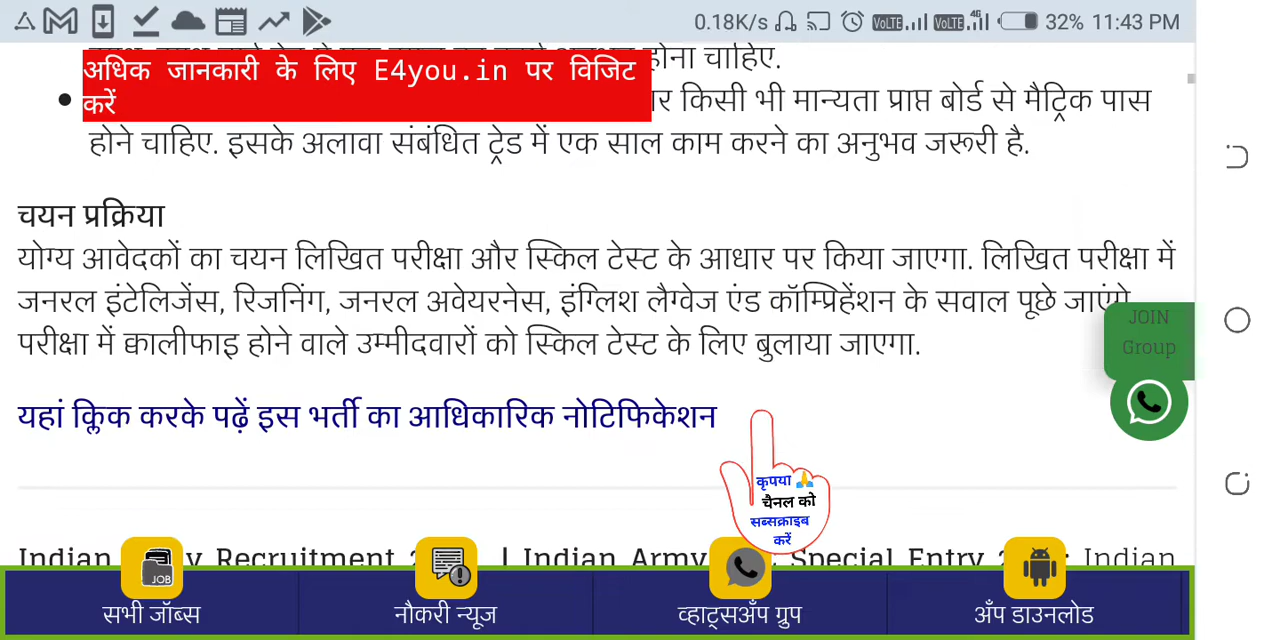 0.18K/s VoLTE VoLTE 4G 32% 11:43 PM
होना चाहिए.
अधिक जानकारी के लिए E4you.in पर विजिट
करें
किसी भी मान्यता प्राप्त बोर्ड से मैट्रिक पास
होने चाहिए. इसके अलावा संबंधित ट्रेड में एक साल काम करने का अनुभव जरूरी है.
चयन प्रक्रिया
योग्य आवेदकों का चयन लिखित परीक्षा और स्किल टेस्ट के आधार पर किया जाएगा. लिखित परीक्षा में
जनरल इंटेलिजेंस, रिजनिंग, जनरल अवेयरनेस, इंग्लिश लैग्वेज एंड कॉम्प्रिहेंशन के सवाल पूछे जाएंगे
परीक्षा में क्वालीफाइ होने वाले उम्मीदवारों को स्किल टेस्ट के लिए बुलाया जाएगा.
JOIN
Group
यहां क्लिक करके पढ़ें इस भर्ती का आधिकारिक नोटिफिकेशन
कृपया
चैनल को
सब्सक्राइब
करें
Indian Recruitment | Indian Army Special Entry Indian
JOB
सभी जॉब्स
नौकरी न्यूज
व्हाट्सअँप ग्रुप
अँप डाउनलोड